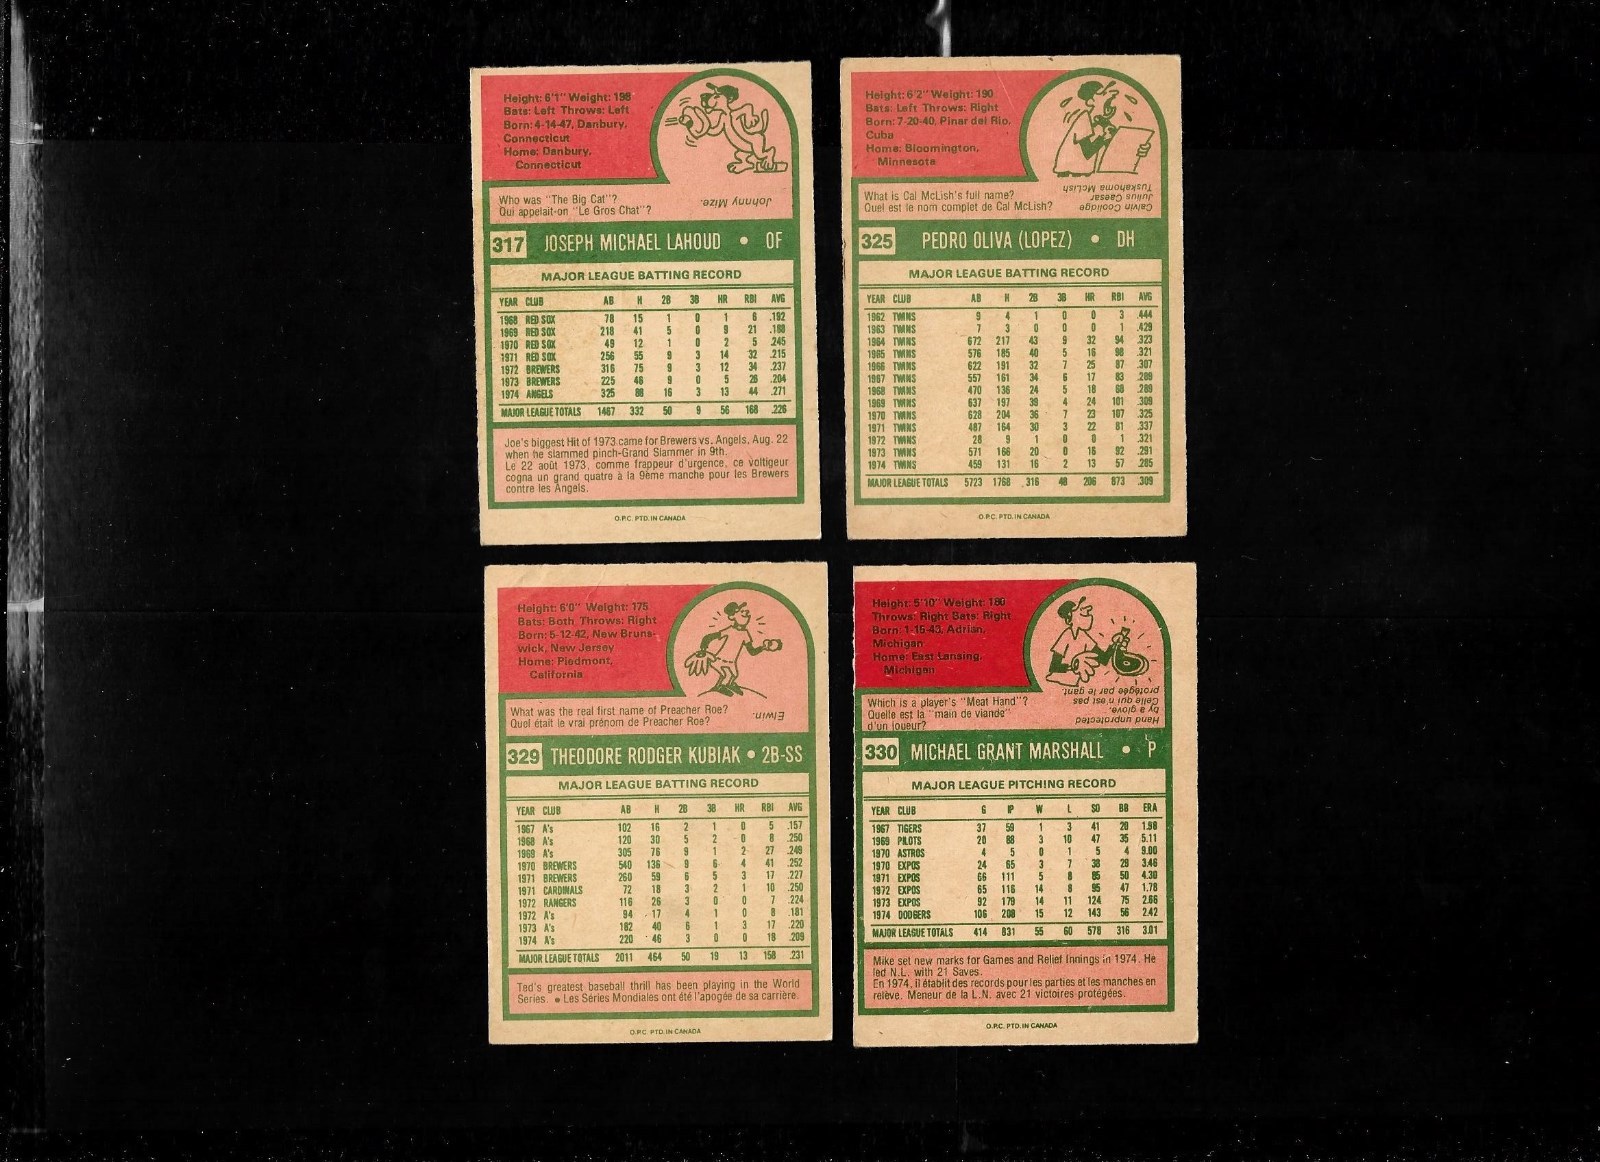 Height: 6'1" Weight: 198
Bats: Left Throws: Left
Born: 4-14-47, Danbury,
Connecticut
Home: Danbury,
Connecticut
Who was "The Big Cat"?
Qui appelait-on "Le Gros Chat"?
Johnny Mize.
317 JOSEPH MICHAEL LAHOUD • OF
MAJOR LEAGUE BATTING RECORD
YEAR CLUB AB H 2B 3B HR RBI AVG
1968 RED SOX 78 15 1 0 1 6 .192
1969 RED SOX 218 41 5 0 9 21 .188
1970 RED SOX 49 12 1 0 2 5 .245
1971 RED SOX 256 55 9 3 14 32 .215
1972 BREWERS 316 75 9 3 12 34 .237
1973 BREWERS 225 46 9 0 5 26 .204
1974 ANGELS 325 88 16 3 13 44 .271
MAJOR LEAGUE TOTALS 1467 332 50 9 56 168 .226
Joe's biggest Hit of 1973 came for Brewers vs. Angels, Aug. 22
when he slammed pinch-Grand Slammer in 9th.
Le 22 août 1973, comme frappeur d'urgence, ce voltigeur
cogna un grand quatre à la 9ème manche pour les Brewers
contre les Angels.
O.P.C. PTD. IN CANADA
Height: 6'2" Weight: 190
Bats: Left Throws: Right
Born: 7-20-40, Pinar del Rio,
Cuba
Home: Bloomington,
Minnesota
What is Cal McLish's full name?
Quel est le nom complet de Cal McLish?
Calvin Coolidge
Julius Caesar
Tuskahoma McLish
325 PEDRO OLIVA (LOPEZ) • DH
MAJOR LEAGUE BATTING RECORD
YEAR CLUB AB H 2B 3B HR RBI AVG
1962 TWINS 9 4 1 0 0 3 .444
1963 TWINS 7 3 0 0 0 1 .429
1964 TWINS 672 217 43 9 32 94 .323
1965 TWINS 576 185 40 5 16 98 .321
1966 TWINS 622 191 32 7 25 87 .307
1967 TWINS 557 161 34 6 17 83 .289
1968 TWINS 470 136 24 5 18 68 .289
1969 TWINS 637 197 39 4 24 101 .309
1970 TWINS 628 204 36 7 23 107 .325
1971 TWINS 487 164 30 3 22 81 .337
1972 TWINS 28 9 1 0 0 1 .321
1973 TWINS 571 166 20 0 16 92 .291
1974 TWINS 459 131 16 2 13 57 .285
MAJOR LEAGUE TOTALS 5723 1768 316 48 206 873 .309
O.P.C. PTD. IN CANADA
Height: 6'0" Weight: 175
Bats: Both Throws: Right
Born: 5-12-42, New Bruns-
wick, New Jersey
Home: Piedmont,
California
What was the real first name of Preacher Roe?
Quel était le vrai prénom de Preacher Roe?
Elwin.
329 THEODORE RODGER KUBIAK • 2B-SS
MAJOR LEAGUE BATTING RECORD
YEAR CLUB AB H 2B 3B HR RBI AVG
1967 A's 102 16 2 1 0 5 .157
1968 A's 120 30 5 2 0 8 .250
1969 A's 305 76 9 1 2 27 .249
1970 BREWERS 540 136 9 6 4 41 .252
1971 BREWERS 260 59 6 5 3 17 .227
1971 CARDINALS 72 18 3 2 1 10 .250
1972 RANGERS 116 26 3 0 0 7 .224
1972 A's 94 17 4 1 0 8 .181
1973 A's 182 40 6 1 3 17 .220
1974 A's 220 46 3 0 0 18 .209
MAJOR LEAGUE TOTALS 2011 464 50 19 13 158 .231
Ted's greatest baseball thrill has been playing in the World
Series. • Les Séries Mondiales ont été l'apogée de sa carrière.
O.P.C. PTD. IN CANADA
Height: 5'10" Weight: 180
Throws: Right Bats: Right
Born: 1-15-43, Adrian,
Michigan
Home: East Lansing,
Michigan
Which is a player's "Meat Hand"?
Quelle est la "main de viande"
d'un joueur?
Hand unprotected
by a glove.
Celle qui n'est pas
protégée par le gant
330 MICHAEL GRANT MARSHALL • P
MAJOR LEAGUE PITCHING RECORD
YEAR CLUB G IP W L SO BB ERA
1967 TIGERS 37 59 1 3 41 20 1.98
1969 PILOTS 20 88 3 10 47 35 5.11
1970 ASTROS 4 5 0 1 5 4 9.00
1970 EXPOS 24 65 3 7 38 29 3.46
1971 EXPOS 66 111 5 8 85 50 4.30
1972 EXPOS 65 116 14 8 95 47 1.78
1973 EXPOS 92 179 14 11 124 75 2.66
1974 DODGERS 106 208 15 12 143 56 2.42
MAJOR LEAGUE TOTALS 414 831 55 60 578 316 3.01
Mike set new marks for Games and Relief Innings in 1974. He
led N.L. with 21 Saves.
En 1974, il établit des records pour les parties et les manches en
relève. Meneur de la L.N. avec 21 victoires protégées.
O.P.C. PTD. IN CANADA